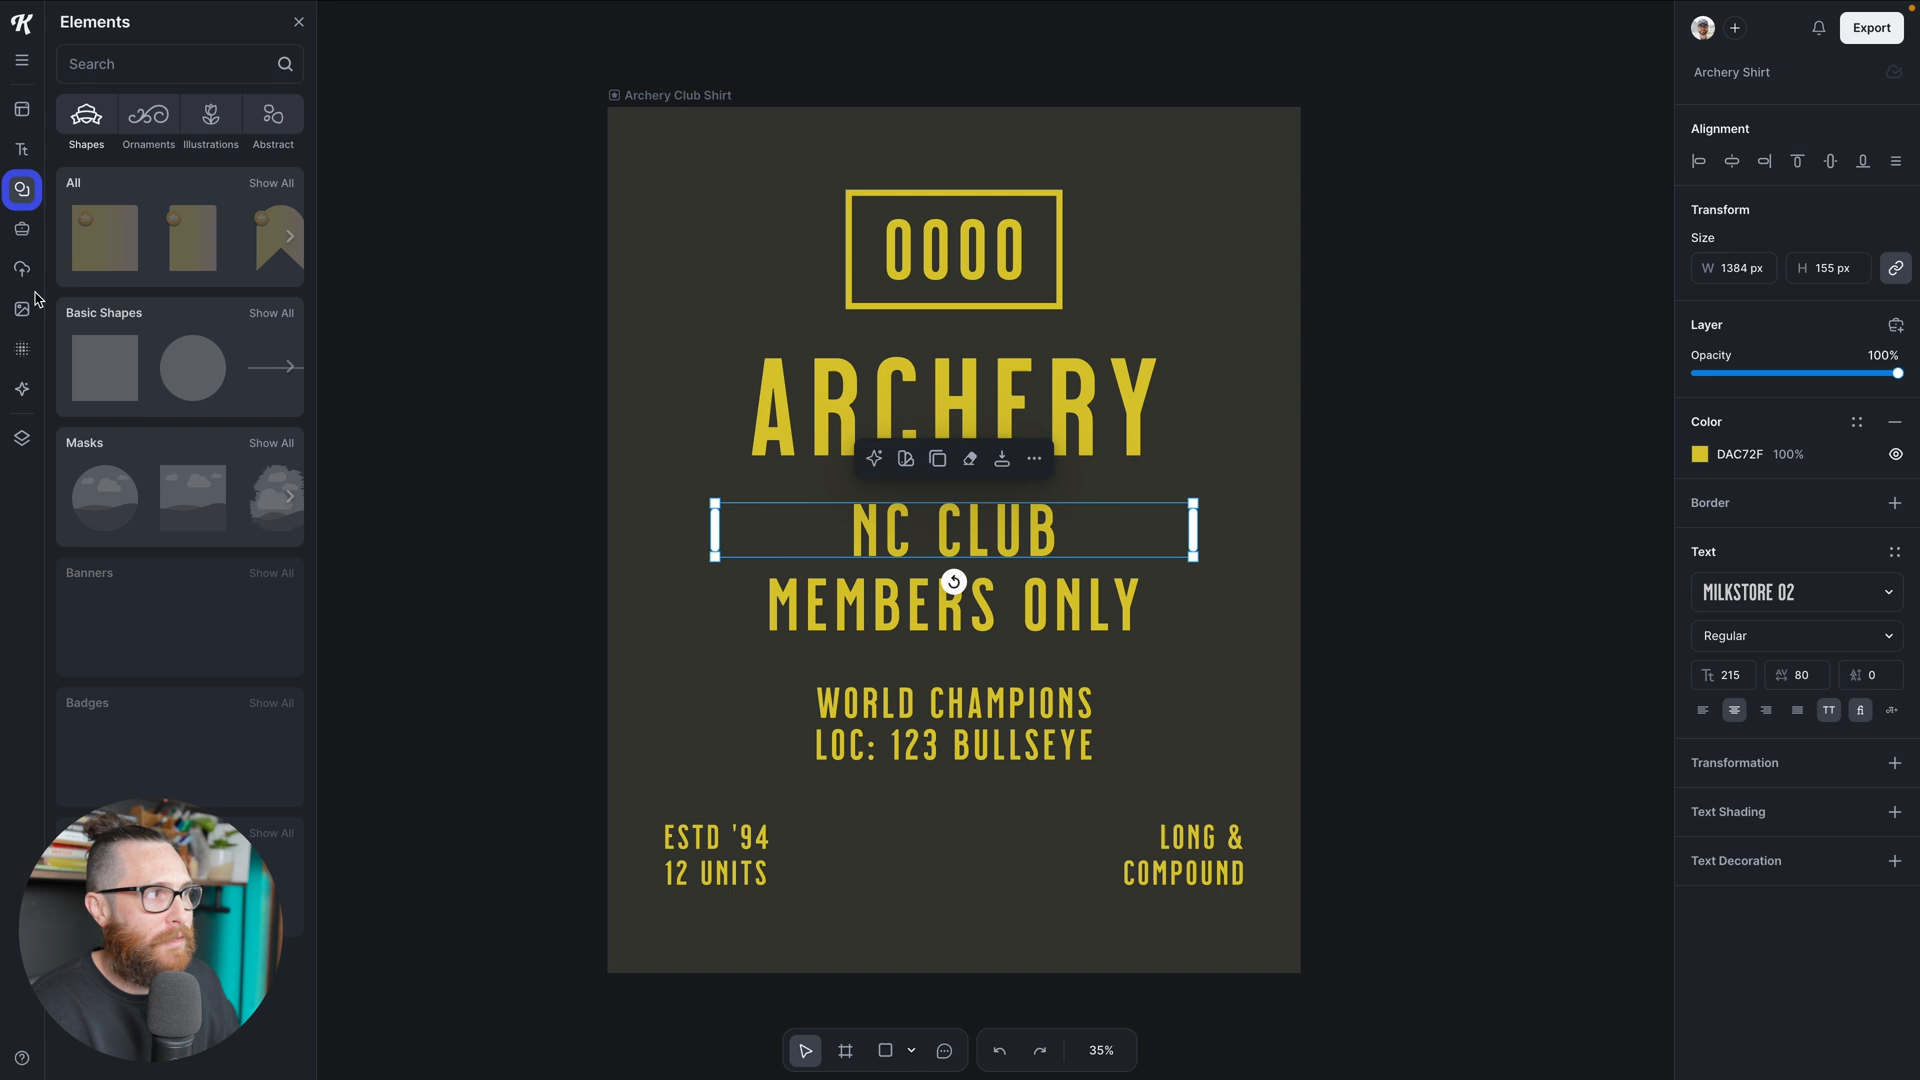 Elements
Search
Shapes
Ornaments
Illustrations
Abstract
All
Show All
Basic Shapes
Show All
Masks
Show All
Banners
Show All
Badges
Show All
Show All
Archery Club Shirt
0000
ARCHERY
NC CLUB
MEMBERS ONLY
WORLD CHAMPIONS
LOC: 123 BULLSEYE
ESTD '94
12 UNITS
LONG &
COMPOUND
35%
Export
Archery Shirt
Alignment
Transform
Size
W 1384 px
H 155 px
Layer
Opacity
100%
Color
DAC72F 100%
Border
Text
MILKSTORE 02
Regular
Tt 215
AV 80
0
TT
fi
Transformation
Text Shading
Text Decoration